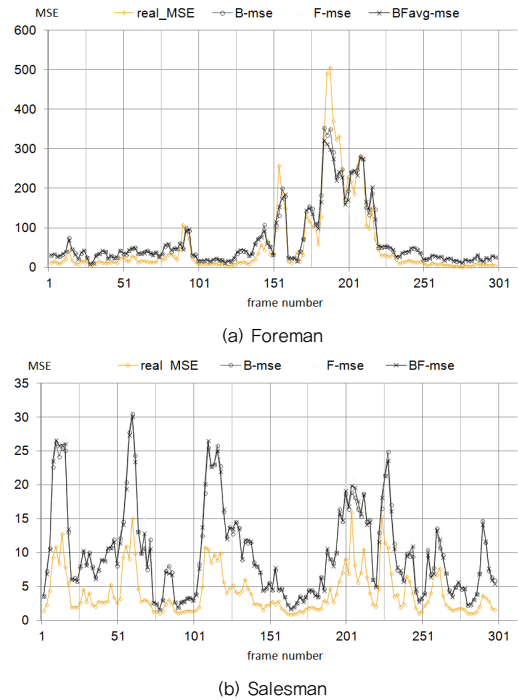 MSE real_MSE B-mse F-mse BFavg-mse
600
500
400
300
200
100
0
1 51 101 151 201 251 301
frame number
(a) Foreman
MSE real_MSE B-mse F-mse BF-mse
35
30
25
20
15
10
5
0
1 51 101 151 201 251 301
frame number
(b) Salesman